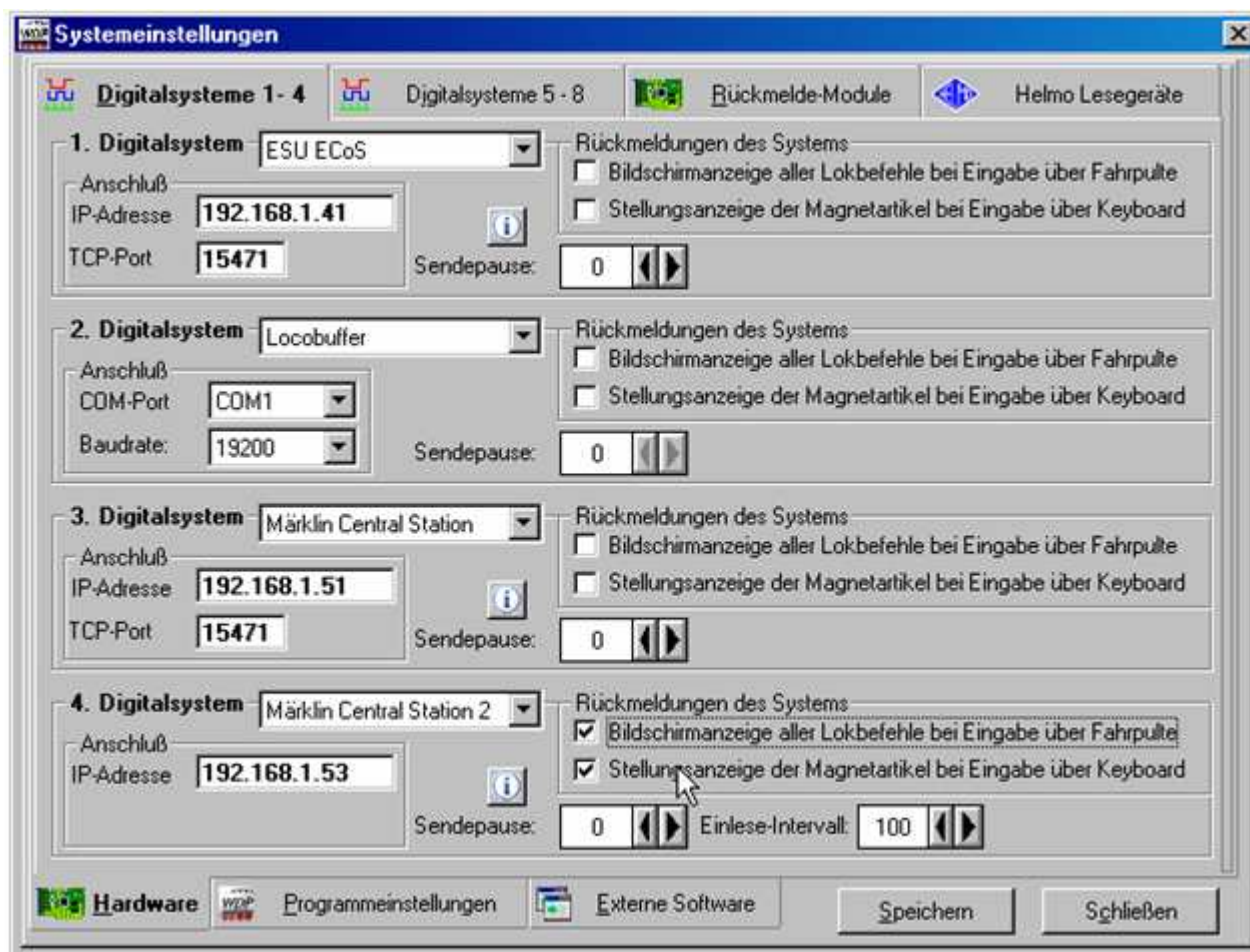 Systemeinstellungen
Digitalsysteme 1- 4 Digitalsysteme 5 - 8 Rückmelde-Module Helmo Lesegeräte
1. Digitalsystem ESU ECoS Rückmeldungen des Systems
Anschluß Bildschirmanzeige aller Lokbefehle bei Eingabe über Fahrpulte
IP-Adresse 192.168.1.41 Stellungsanzeige der Magnetartikel bei Eingabe über Keyboard
TCP-Port 15471 Sendepause: 0
2. Digitalsystem Locobuffer Rückmeldungen des Systems
Anschluß Bildschirmanzeige aller Lokbefehle bei Eingabe über Fahrpulte
COM-Port COM1 Stellungsanzeige der Magnetartikel bei Eingabe über Keyboard
Baudrate: 19200 Sendepause: 0
3. Digitalsystem Märklin Central Station Rückmeldungen des Systems
Anschluß Bildschirmanzeige aller Lokbefehle bei Eingabe über Fahrpulte
IP-Adresse 192.168.1.51 Stellungsanzeige der Magnetartikel bei Eingabe über Keyboard
TCP-Port 15471 Sendepause: 0
4. Digitalsystem Märklin Central Station 2 Rückmeldungen des Systems
Anschluß Bildschirmanzeige aller Lokbefehle bei Eingabe über Fahrpulte
IP-Adresse 192.168.1.53 Stellungsanzeige der Magnetartikel bei Eingabe über Keyboard
Sendepause: 0 Einlese-Intervall: 100
Hardware WDP Programmeinstellungen Externe Software Speichern Schließen